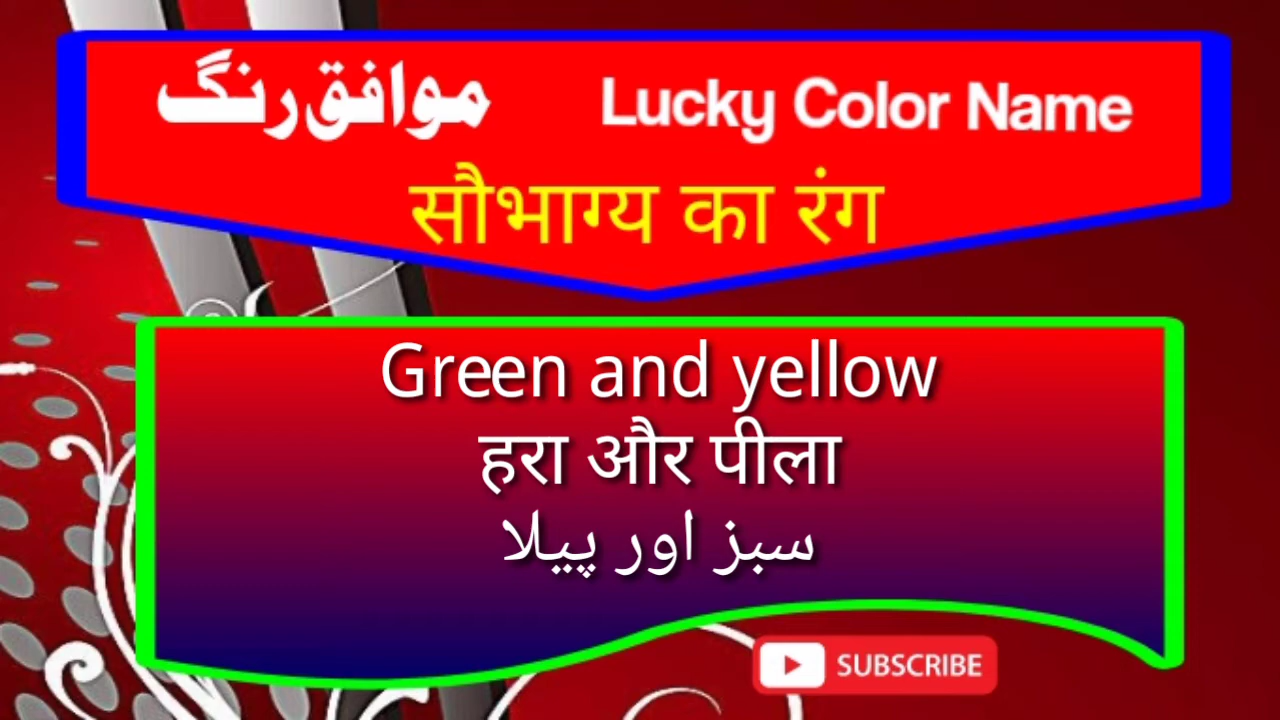 موافق رنگ Lucky Color Name
सौभाग्य का रंग
Green and yellow
हरा और पीला
سبز اور پیلا
SUBSCRIBE